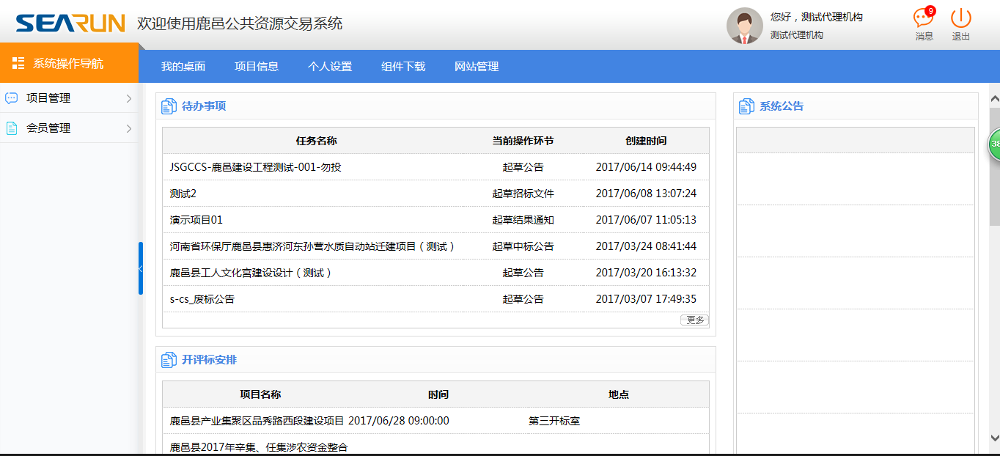 SEARUN 欢迎使用鹿邑公共资源交易系统
您好，测试代理机构
测试代理机构
9
消息 退出
系统操作导航
我的桌面 项目信息 个人设置 组件下载 网站管理
项目管理
会员管理
待办事项
任务名称 当前操作环节 创建时间
JSGCCS-鹿邑建设工程测试-001-勿投 起草公告 2017/06/14 09:44:49
测试2 起草招标文件 2017/06/08 13:07:24
演示项目01 起草结果通知 2017/06/07 11:05:13
河南省环保厅鹿邑县惠济河东孙营水质自动站迁建项目（测试） 起草中标公告 2017/03/24 08:41:44
鹿邑县工人文化宫建设设计（测试） 起草公告 2017/03/20 16:13:32
s-cs_废标公告 起草公告 2017/03/07 17:49:35
更多
系统公告
38
开评标安排
项目名称 时间 地点
鹿邑县产业集聚区品秀路西段建设项目 2017/06/28 09:00:00 第三开标室
鹿邑县2017年辛集、任集涉农资金整合